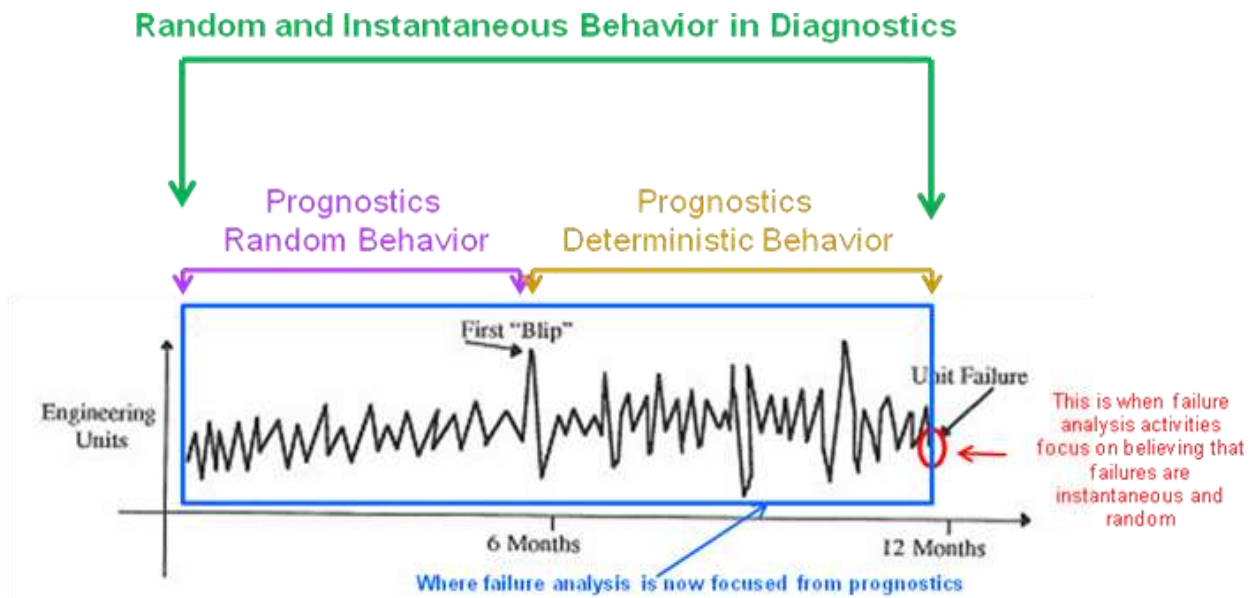 Random and Instantaneous Behavior in Diagnostics
Prognostics
Random Behavior
Prognostics
Deterministic Behavior
First "Blip"
Unit Failure
Engineering
Units
This is when failure
analysis activities
focus on believing that
failures are
instantaneous and
random
6 Months
12 Months
Where failure analysis is now focused from prognostics